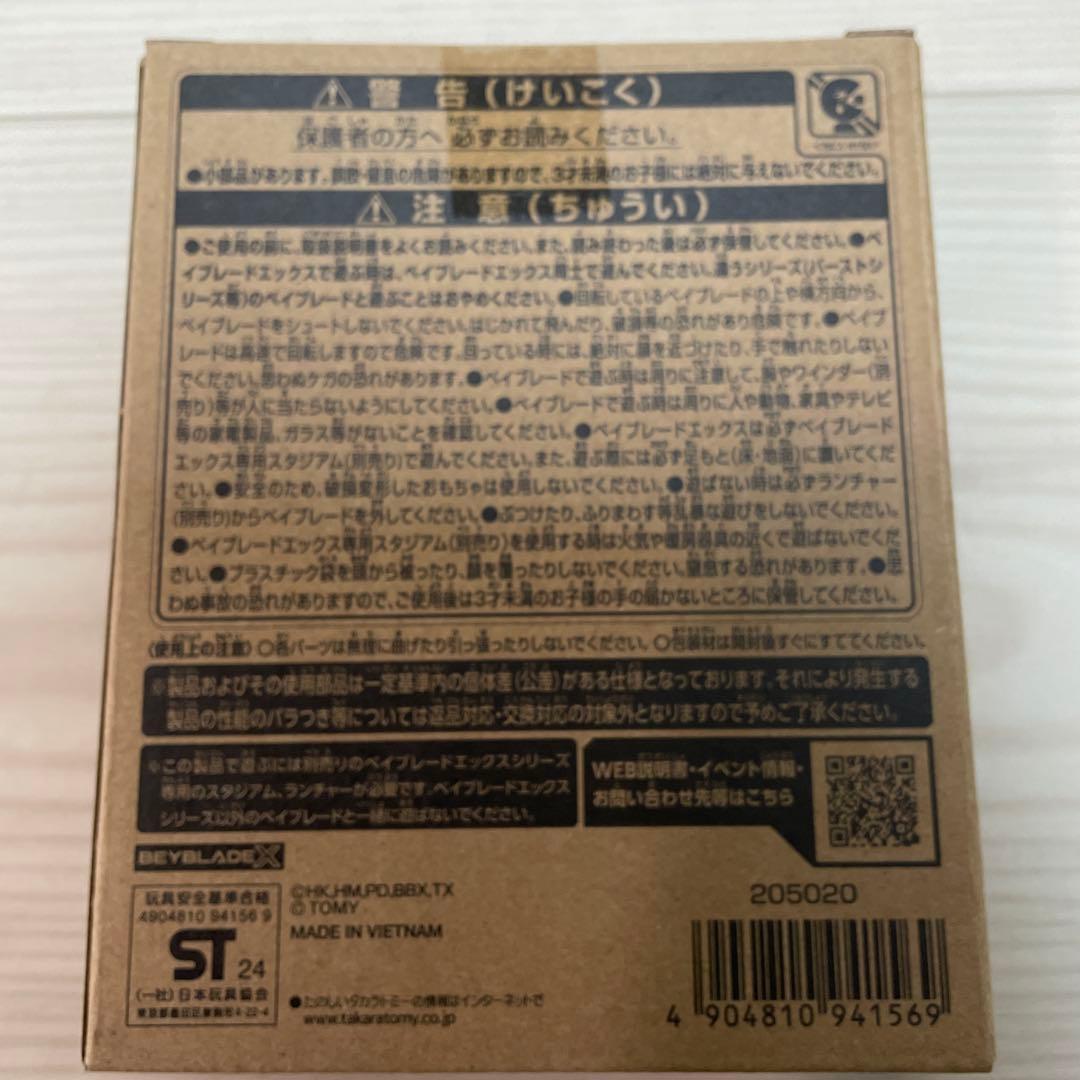 警告(けいこく)
保護者の方へ 必ずお読みください。
●小部品があります。誤飲・窒息の危険がありますので、3才未満のお子様には絶対に与えないでください。
注意(ちゅうい)
●ご使用の前に、取扱説明書をよくお読みください。また、読み終わった後は必ず保管してください。●ベ
イブレードエックスで遊ぶ時は、ベイブレードエックス同士で遊んでください。違うシリーズ(バーストシ
リーズ等)のベイブレードと遊ぶことはおやめください。●回転しているベイブレードの上や横方向から、
ベイブレードをシュートしないでください。はじかれて飛んだり、破損等の恐れがあり危険です。●ベイブ
レードは高速で回転しますので危険です。回っている時には、絶対に顔を近づけたり、手で触れたりしない
でください。思わぬケガの恐れがあります。●ベイブレードで遊ぶ時は周りに注意して、腕やワインダー(別
売り)等が人に当たらないようにしてください。●ベイブレードで遊ぶ時は周りに人や動物、家具やテレビ
等の家電製品、ガラス等がないことを確認してください。●ベイブレードエックスは必ずベイブレード
エックス専用スタジアム(別売り)で遊んでください。また、遊ぶ際には必ず足もと(床・地面)に置いてくだ
さい。●安全のため、破損変形したおもちゃは使用しないでください。●遊ばない時は必ずランチャー
(別売り)からベイブレードを外してください。●ぶつけたり、ふりまわす等乱暴な遊びをしないでください。
●ベイブレードエックス専用スタジアム(別売り)を使用する時は火気や暖房器具の近くで遊ばないでくだ
さい。●プラスチック袋を頭から被ったり、顔を覆ったりしないでください。窒息する恐れがあります。●思
わぬ事故の恐れがありますので、ご使用後は3才未満のお子様の手の届かないところに保管してください。
〈使用上の注意〉○各パーツは無理に曲げたり引っ張ったりしないでください。○包装材は開封後すぐにすててください。
※製品およびその使用部品は一定基準内の個体差(公差)がある仕様となっております。それにより発生する
製品の性能のバラつき等については返品対応・交換対応の対象外となりますので予めご了承ください。
※この製品で遊ぶには別売りのベイブレードエックスシリーズ
専用のスタジアム、ランチャーが必要です。ベイブレードエックス
シリーズ以外のベイブレードと一緒に遊ばないでください。
WEB説明書・イベント情報・
お問い合わせ先等はこちら
BEYBLADE X
玩具安全基準合格
4904810 94156 9
ST 24
(一社)日本玩具協会
東京都墨田区東駒形4-22-4
©HK,HM,PD,BBX,TX
© TOMY
MADE IN VIETNAM
●たのしいタカラトミーの情報はインターネットで
www.takaratomy.co.jp
205020
4 904810 941569